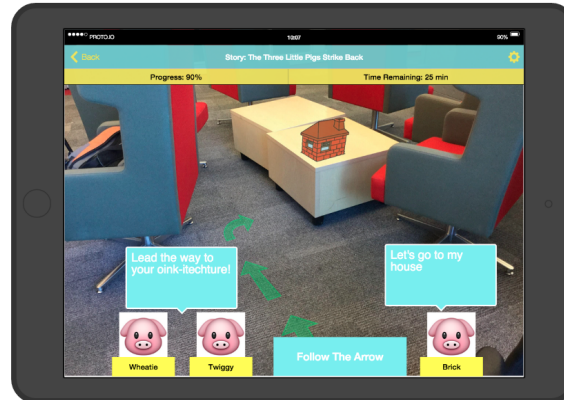 PROTO.IO
10:07
90%
Back
Story: The Three Little Pigs Strike Back
Progress: 90%
Time Remaining: 25 min
Lead the way to
your oink-itechture!
Let's go to my
house
Follow The Arrow
Wheatie
Twiggy
Brick